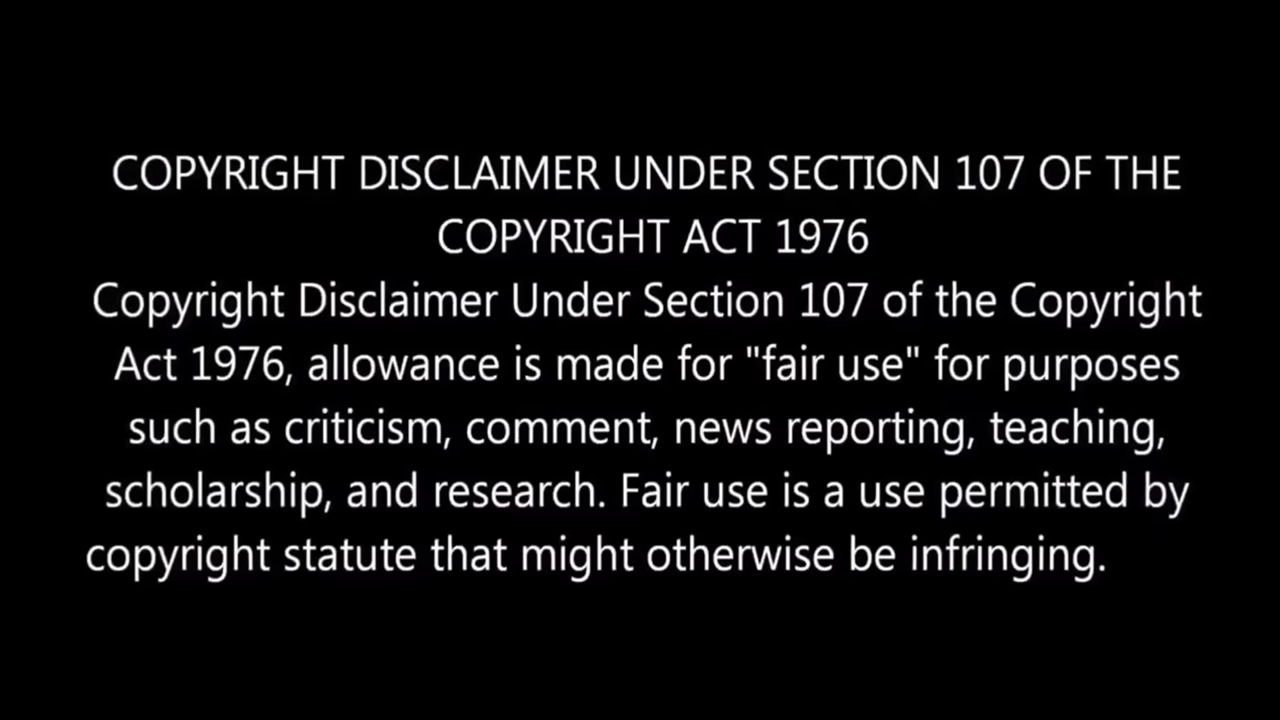 COPYRIGHT DISCLAIMER UNDER SECTION 107 OF THE
COPYRIGHT ACT 1976
Copyright Disclaimer Under Section 107 of the Copyright
Act 1976, allowance is made for "fair use" for purposes
such as criticism, comment, news reporting, teaching,
scholarship, and research. Fair use is a use permitted by
copyright statute that might otherwise be infringing.